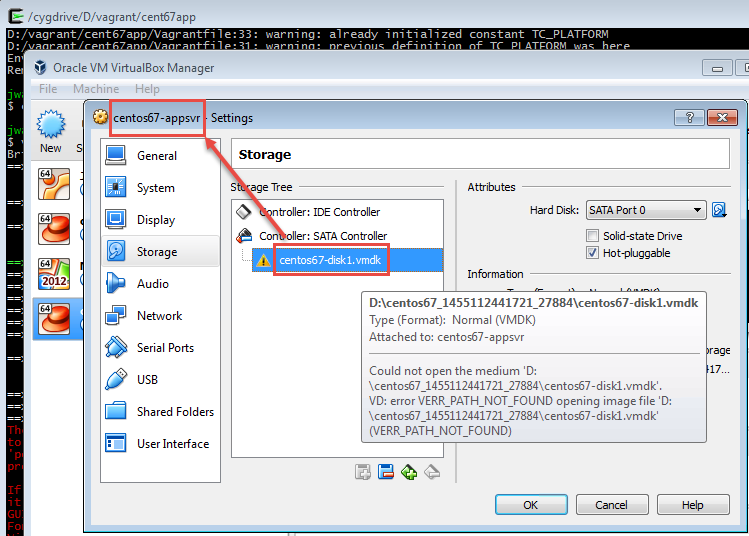 /cygdrive/D/vagrant/cent67app
D:/vagrant/cent67app/Vagrantfile:33: warning: already initialized constant TC_PLATFORM
D:/vagrant/cent67app/Vagrantfile:31: warning: previous definition of TC_PLATFORM was here
Oracle VM VirtualBox Manager
File Machine Help
centos67-appsvr - Settings
New
General
System
Display
Storage
Audio
Network
Serial Ports
USB
Shared Folders
User Interface
Storage
Storage Tree
Controller: IDE Controller
Controller: SATA Controller
centos67-disk1.vmdk
Attributes
Hard Disk: SATA Port 0
Solid-state Drive
Hot-pluggable
Information
D:\centos67_1455112441721_27884\centos67-disk1.vmdk
Type (Format): Normal (VMDK)
Attached to: centos67-appsvr
Could not open the medium 'D:
\centos67_1455112441721_27884\centos67-disk1.vmdk'.
VD: error VERR_PATH_NOT_FOUND opening image file 'D:
\centos67_1455112441721_27884\centos67-disk1.vmdk'
(VERR_PATH_NOT_FOUND)
OK Cancel Help
64
64
64
2012
64